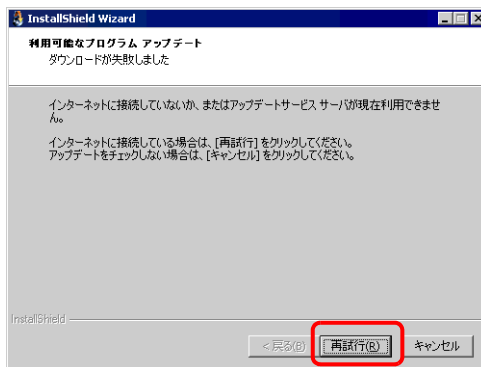 InstallShield Wizard
利用可能なプログラム アップデート
ダウンロードが失敗しました
インターネットに接続していないか、またはアップデートサービス サーバが現在利用できませ
ん。
インターネットに接続している場合は、[再試行] をクリックしてください。
アップデートをチェックしない場合は、[キャンセル] をクリックしてください。
InstallShield
< 戻る(B)
再試行(R)
キャンセル